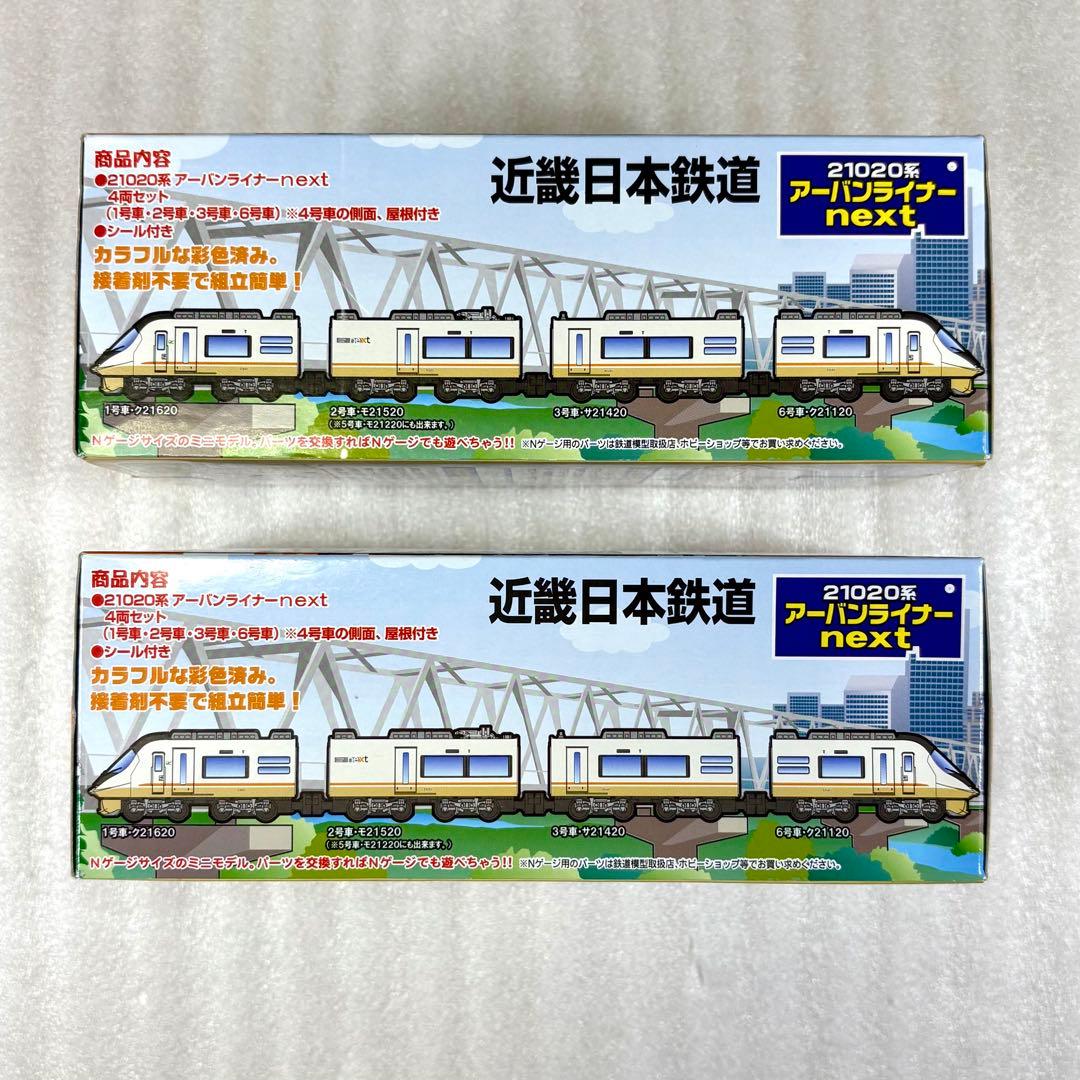 商品内容
●21020系 アーバンライナーnext
4両セット
(1号車・2号車・3号車・6号車) ※4号車の側面、屋根付き
●シール付き
カラフルな彩色済み。
接着剤不要で組立簡単!
近畿日本鉄道
21020系
アーバンライナー
next
1号車・ク21620
2号車・モ21520
(※5号車・モ21220にも出来ます。)
3号車・サ21420
6号車・ク21120
Nゲージサイズのミニモデル。パーツを交換すればNゲージでも遊べちゃう!! ※Nゲージ用のパーツは鉄道模型取扱店、ホビーショップ等でお買い求めください。
商品内容
●21020系 アーバンライナーnext
4両セット
(1号車・2号車・3号車・6号車) ※4号車の側面、屋根付き
●シール付き
カラフルな彩色済み。
接着剤不要で組立簡単!
近畿日本鉄道
21020系
アーバンライナー
next
1号車・ク21620
2号車・モ21520
(※5号車・モ21220にも出来ます。)
3号車・サ21420
6号車・ク21120
Nゲージサイズのミニモデル。パーツを交換すればNゲージでも遊べちゃう!! ※Nゲージ用のパーツは鉄道模型取扱店、ホビーショップ等でお買い求めください。